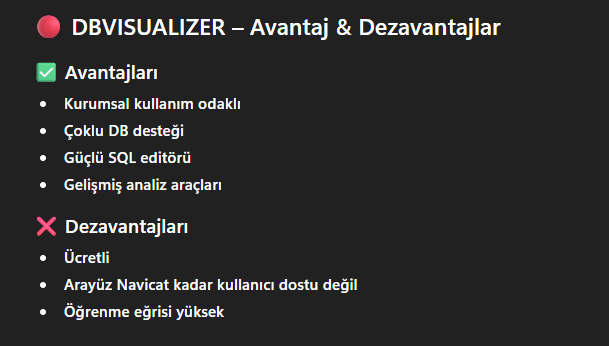 🔴 DBVISUALIZER – Avantaj & Dezavantajlar
✅ Avantajları
• Kurumsal kullanım odaklı
• Çoklu DB desteği
• Güçlü SQL editörü
• Gelişmiş analiz araçları
❌ Dezavantajları
• Ücretli
• Arayüz Navicat kadar kullanıcı dostu değil
• Öğrenme eğrisi yüksek